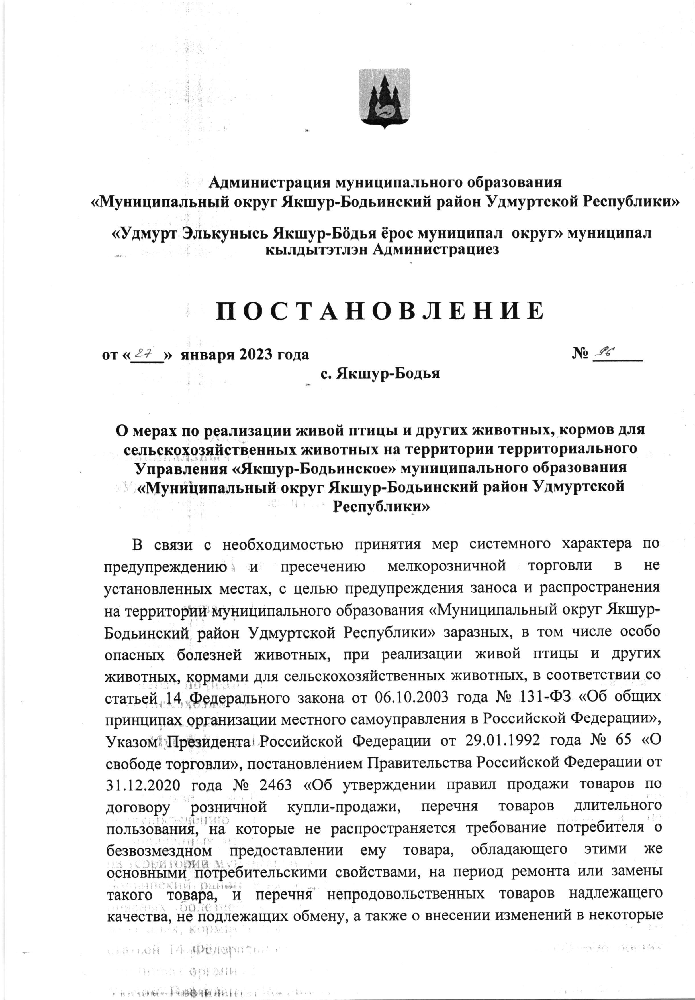 Администрация муниципального образования
«Муниципальный округ Якшур-Бодьинский район Удмуртской Республики»
«Удмурт Элькунысь Якшур-Бӧдья ёрос муниципал округ» муниципал
кылдытэтлэн Администрациез
ПОСТАНОВЛЕНИЕ
от «27» января 2023 года № 96
с. Якшур-Бодья
О мерах по реализации живой птицы и других животных, кормов для
сельскохозяйственных животных на территории территориального
Управления «Якшур-Бодьинское» муниципального образования
«Муниципальный округ Якшур-Бодьинский район Удмуртской
Республики»
В связи с необходимостью принятия мер системного характера по
предупреждению и пресечению мелкорозничной торговли в не
установленных местах, с целью предупреждения заноса и распространения
на территории муниципального образования «Муниципальный округ Якшур-
Бодьинский район Удмуртской Республики» заразных, в том числе особо
опасных болезней животных, при реализации живой птицы и других
животных, кормами для сельскохозяйственных животных, в соответствии со
статьей 14 Федерального закона от 06.10.2003 года № 131-ФЗ «Об общих
принципах организации местного самоуправления в Российской Федерации»,
Указом Президента Российской Федерации от 29.01.1992 года № 65 «О
свободе торговли», постановлением Правительства Российской Федерации от
31.12.2020 года № 2463 «Об утверждении правил продажи товаров по
договору розничной купли-продажи, перечня товаров длительного
пользования, на которые не распространяется требование потребителя о
безвозмездном предоставлении ему товара, обладающего этими же
основными потребительскими свойствами, на период ремонта или замены
такого товара, и перечня непродовольственных товаров надлежащего
качества, не подлежащих обмену, а также о внесении изменений в некоторые